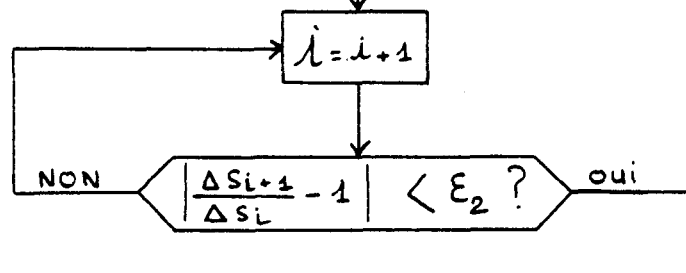 i = i + 1
NON
|ΔSi+1/ΔSi - 1| < ε2 ?
oui